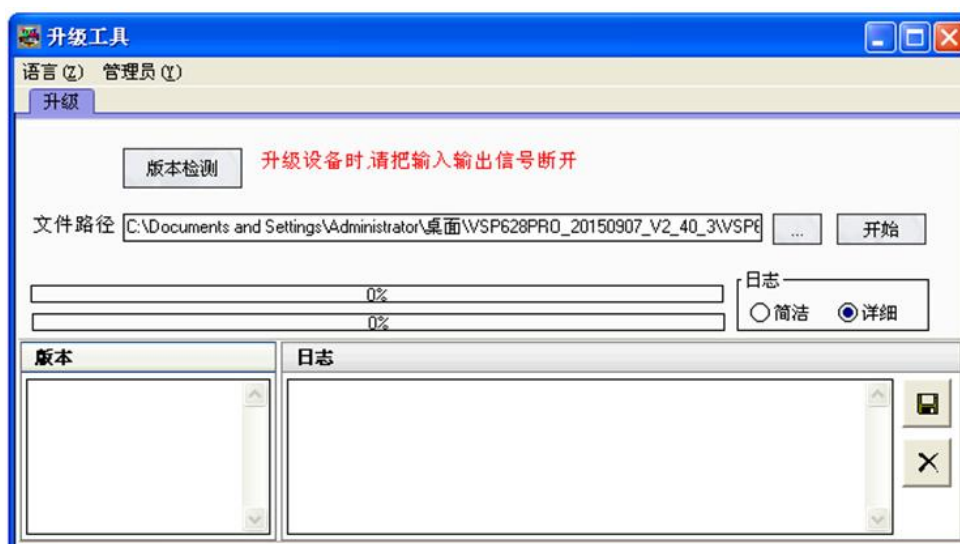 升级工具
语言(Z) 管理员(Y)
升级
版本检测 升级设备时,请把输入输出信号断开
文件路径 C:\Documents and Settings\Administrator\桌面\VSP628PRO_20150907_V2_40_3\VSP6 ... 开始
日志
0%
简洁 详细
0%
版本 日志